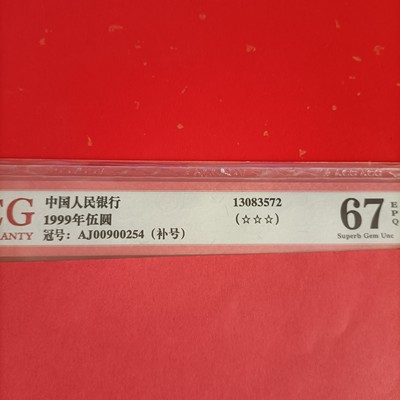 EG
ANTY
中国人民银行
1999年伍圆
冠号：AJ00900254（补号）
13083572
（☆☆☆）
67 EPQ
Superb Gem Unc